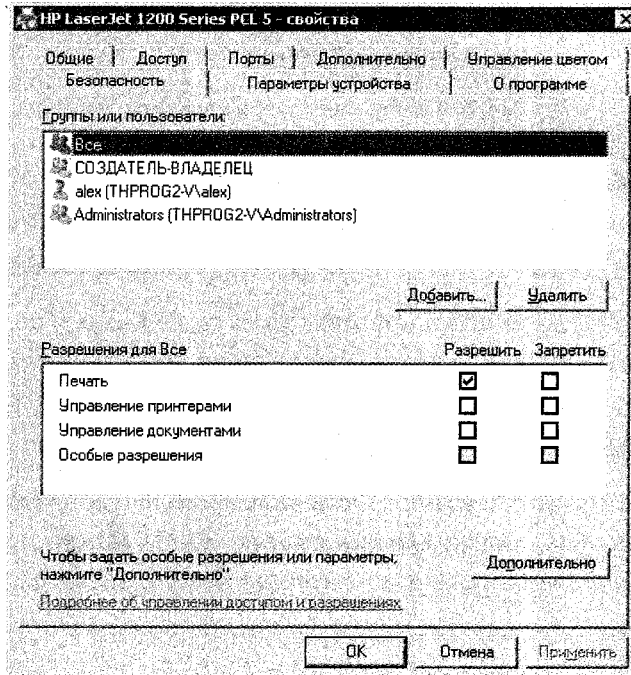 HP LaserJet 1200 Series PCL 5 - свойства
Общие Доступ Порты Дополнительно Управление цветом
Безопасность Параметры устройства О программе
Группы или пользователи:
Все
СОЗДАТЕЛЬ-ВЛАДЕЛЕЦ
alex (THPROG2-V\alex)
Administrators (THPROG2-V\Administrators)
Добавить... Удалить
Разрешения для Все Разрешить Запретить
Печать
Управление принтерами
Управление документами
Особые разрешения
Чтобы задать особые разрешения или параметры,
нажмите "Дополнительно".
Дополнительно
Подробнее об управлении доступом и разрешениях
OK Отмена Применить